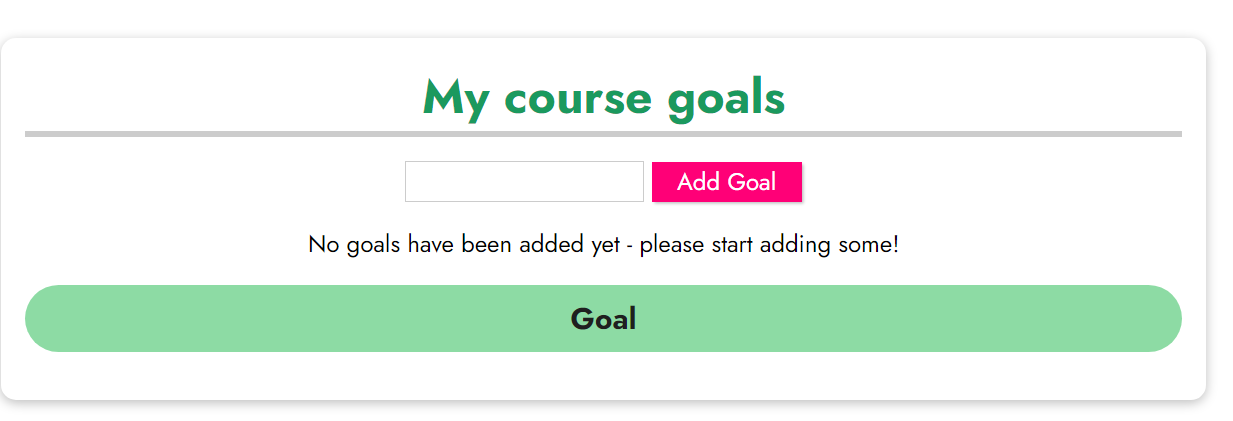 My course goals
Add Goal
No goals have been added yet - please start adding some!
Goal